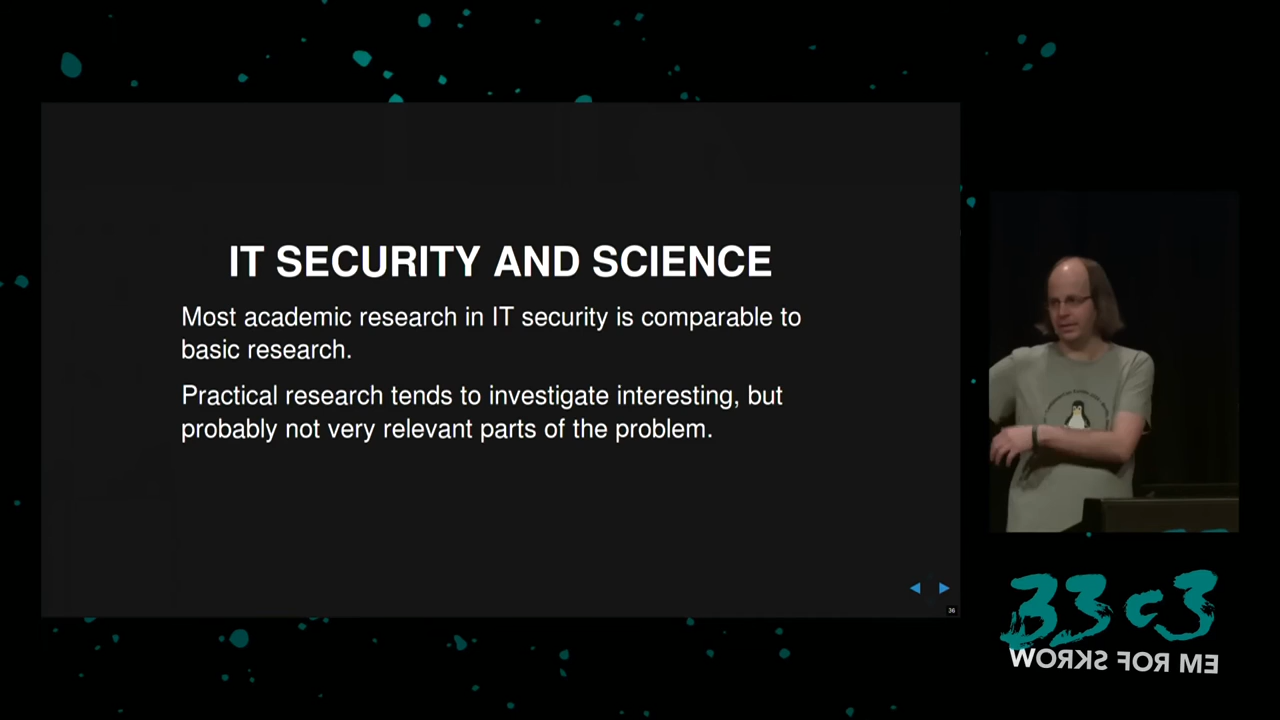 IT SECURITY AND SCIENCE
Most academic research in IT security is comparable to
basic research.
Practical research tends to investigate interesting, but
probably not very relevant parts of the problem.
36
33c3
WORKS FOR ME